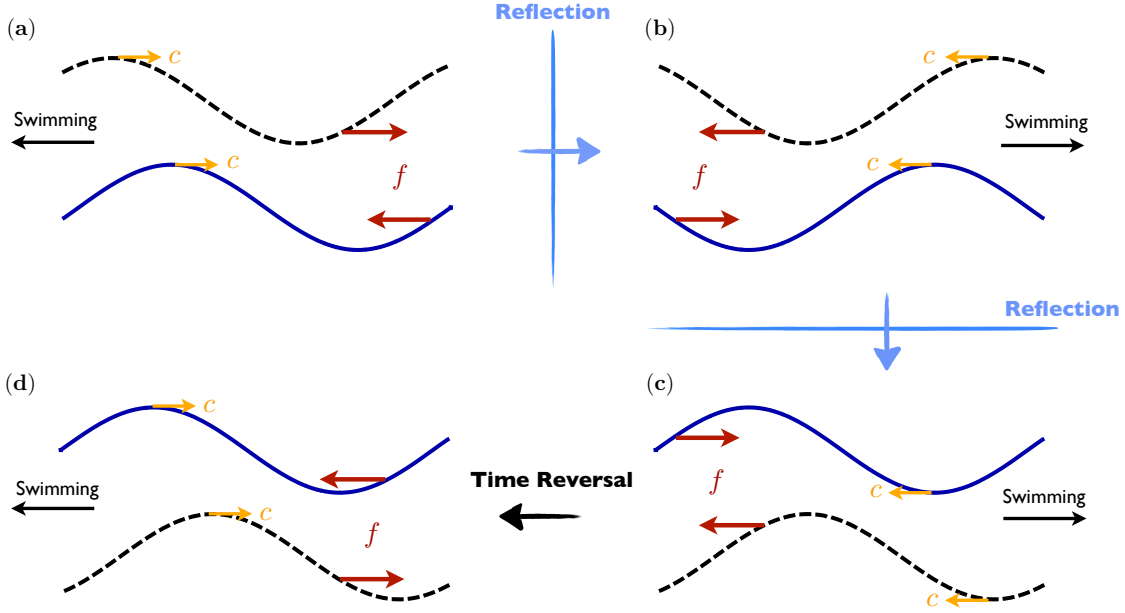 Reflection
(a)
c
Swimming
c
f
(b)
c
Swimming
c
f
Reflection
(d)
c
Swimming
c
f
Time Reversal
(c)
f
c
Swimming
c